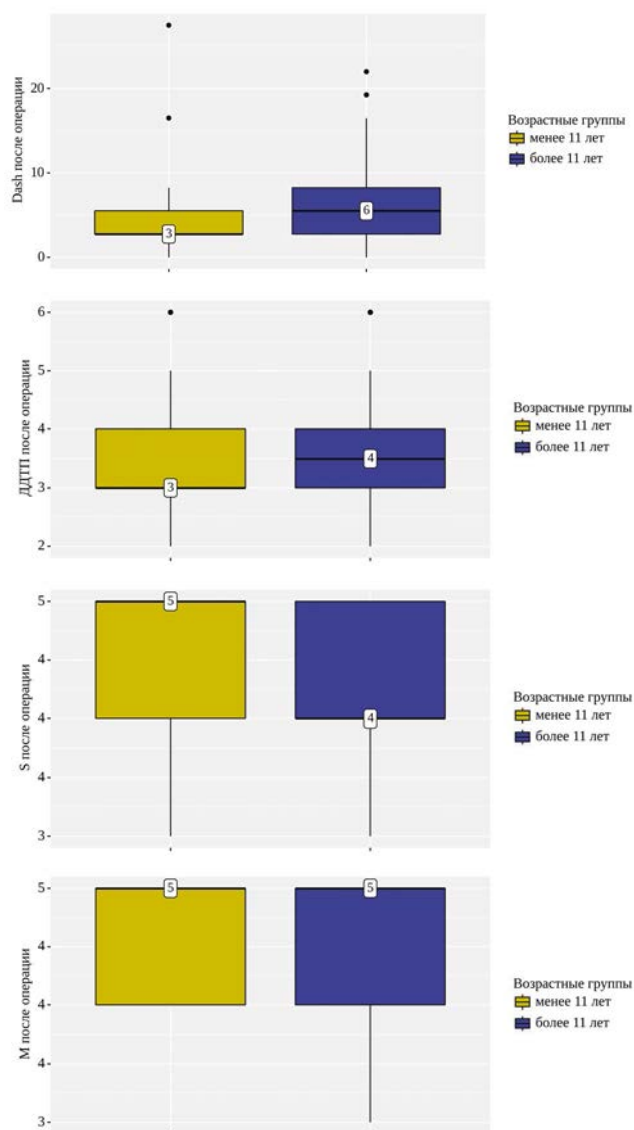 Dash после операции
20
10
0
3
6
Возрастные группы
менее 11 лет
более 11 лет
ДДТП после операции
6
5
4
3
2
3
4
Возрастные группы
менее 11 лет
более 11 лет
S после операции
5
4
4
4
3
5
4
Возрастные группы
менее 11 лет
более 11 лет
M после операции
5
4
4
4
3
5
5
Возрастные группы
менее 11 лет
более 11 лет